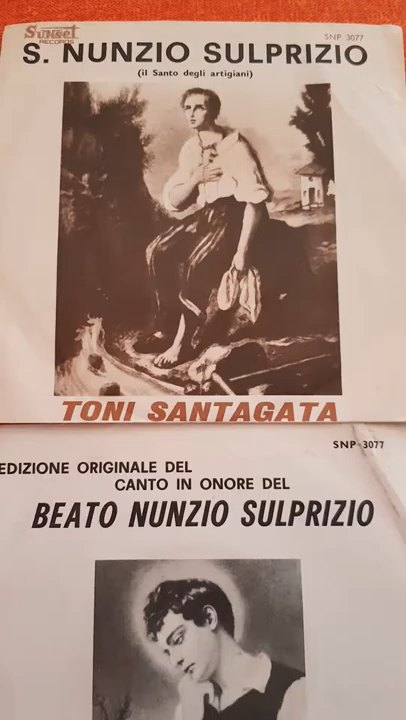 Sunset
RECORDS
SNP 3077
S. NUNZIO SULPRIZIO
(il Santo degli artigiani)
TONI SANTAGATA
SNP-3077
EDIZIONE ORIGINALE DEL
CANTO IN ONORE DEL
BEATO NUNZIO SULPRIZIO